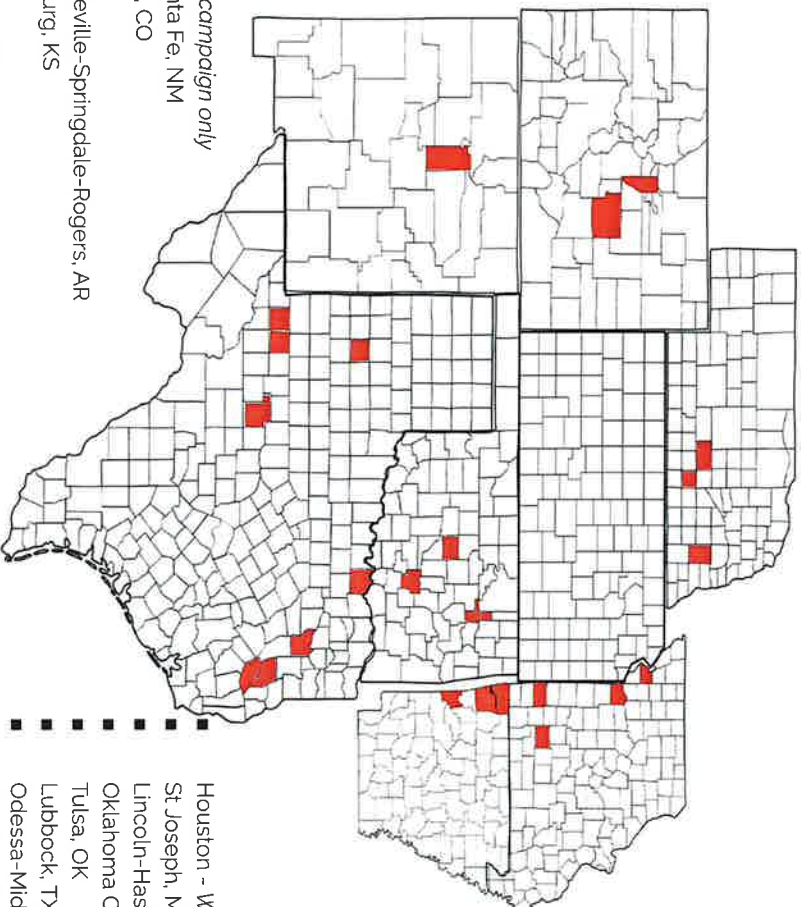 campaign only
nta Fe, NM
, CO
eville-Springdale-Rogers, AR
urg, KS
Houston - W
St Joseph, M
Lincoln-Has
Oklahoma C
Tulsa, OK
Lubbock, TX
Odessa-Mid